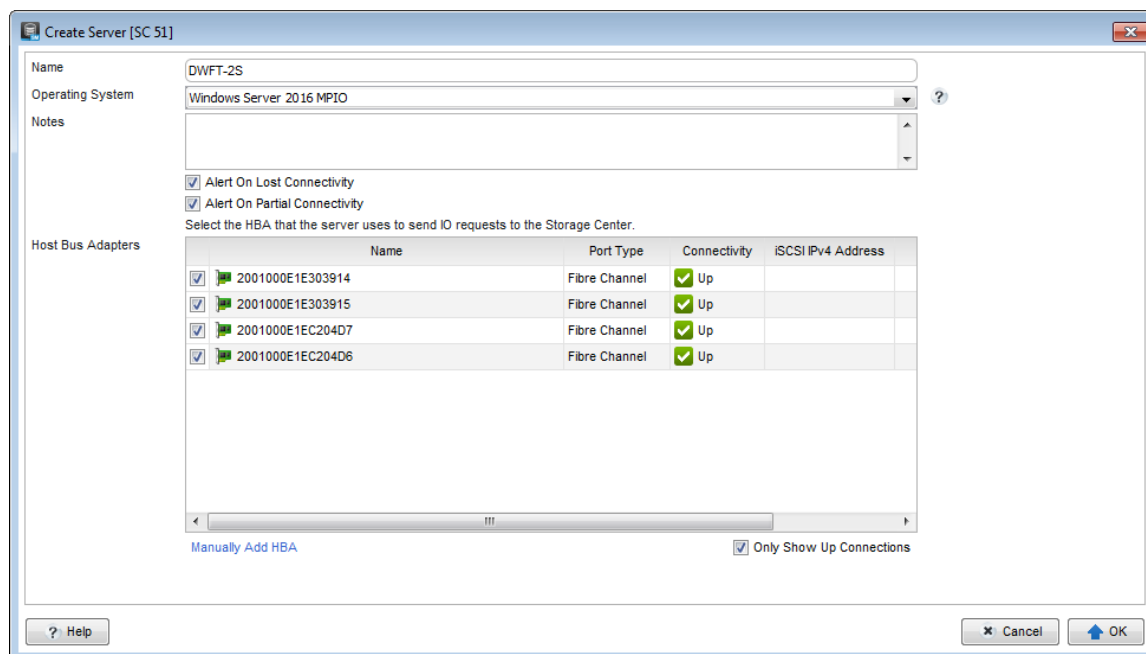 Create Server [SC 51]
Name
DWFT-2S
Operating System
Windows Server 2016 MPIO
?
Notes
Alert On Lost Connectivity
Alert On Partial Connectivity
Select the HBA that the server uses to send IO requests to the Storage Center.
Host Bus Adapters
Name Port Type Connectivity iSCSI IPv4 Address
2001000E1E303914 Fibre Channel Up
2001000E1E303915 Fibre Channel Up
2001000E1EC204D7 Fibre Channel Up
2001000E1EC204D6 Fibre Channel Up
Manually Add HBA Only Show Up Connections
? Help Cancel OK